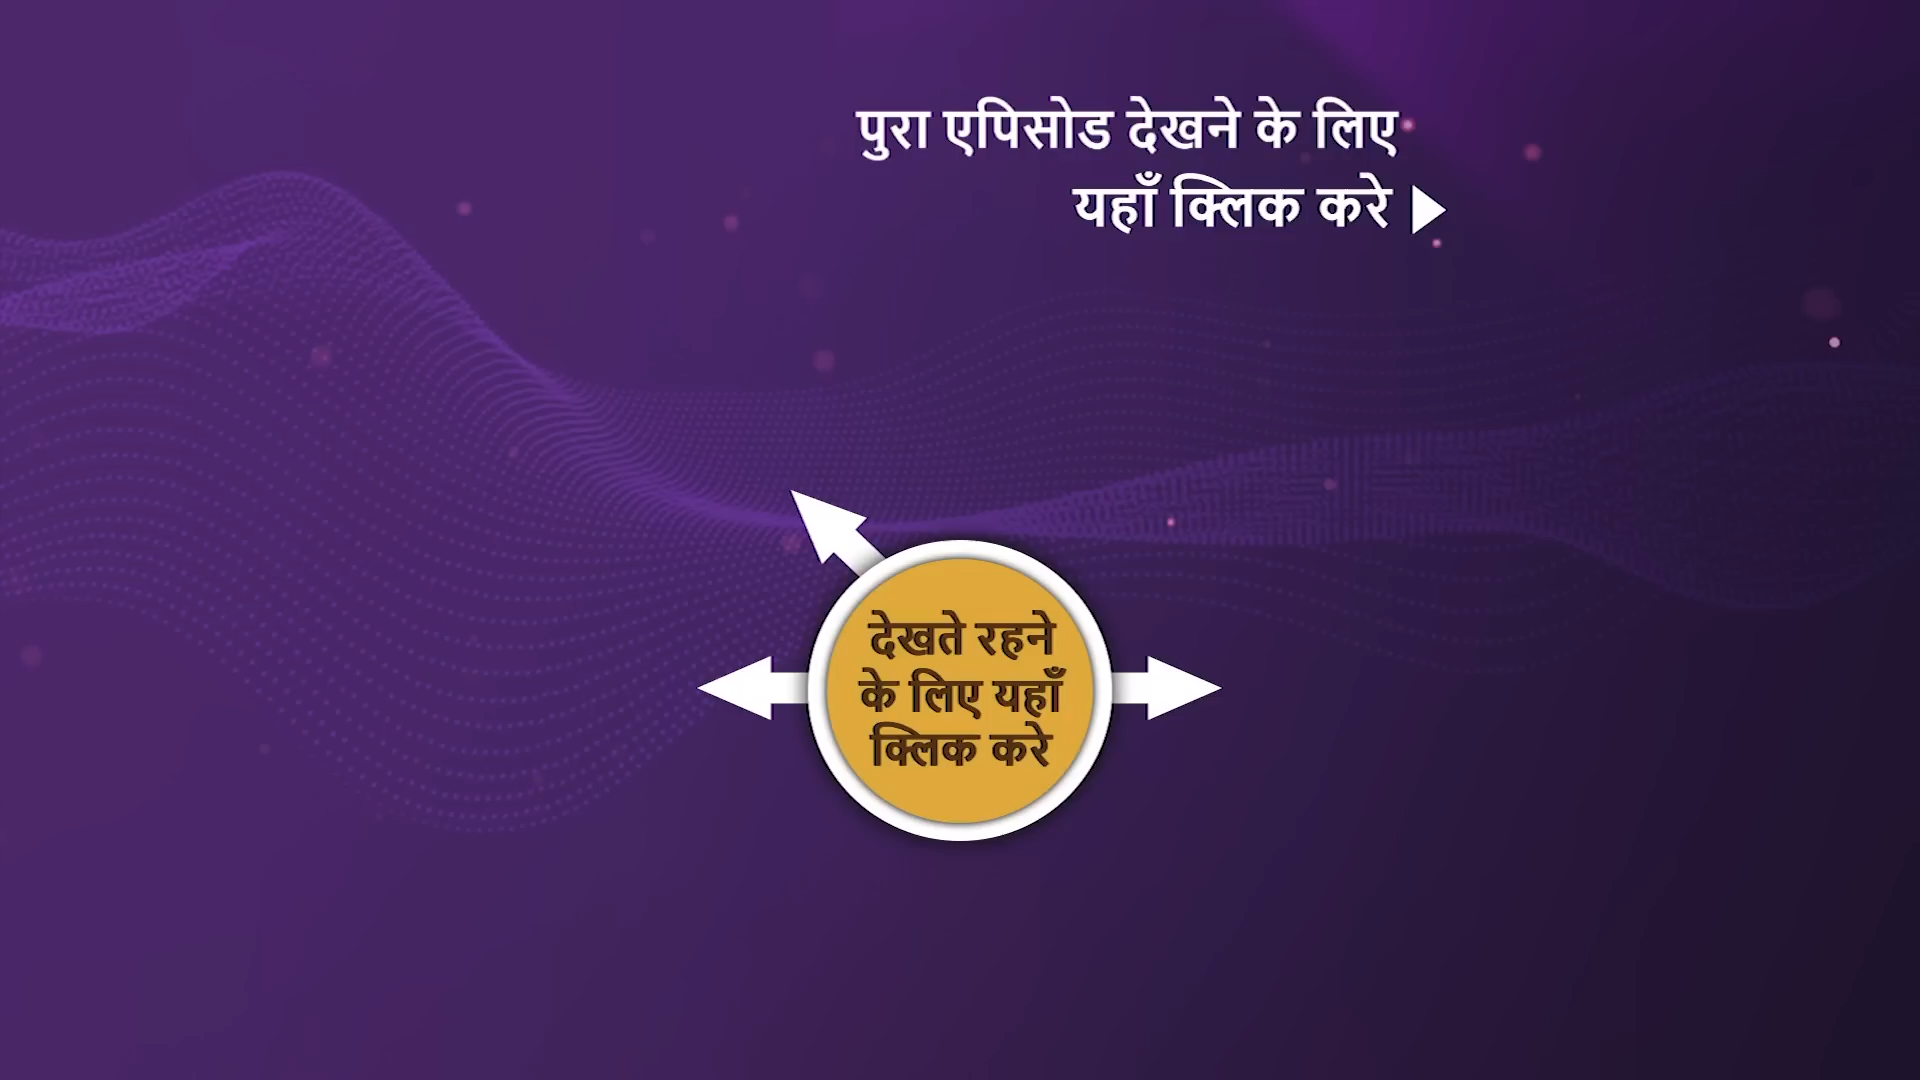 पुरा एपिसोड देखने के लिए
यहाँ क्लिक करे
देखते रहने
के लिए यहाँ
क्लिक करे